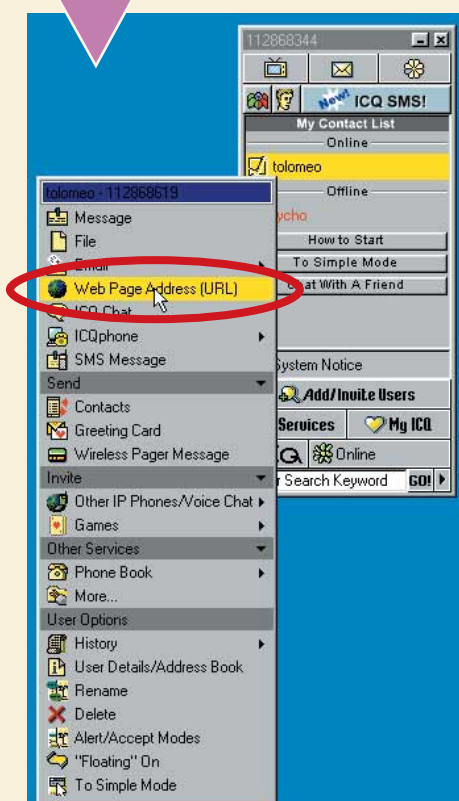 112868344
New! ICQ SMS!
My Contact List
Online
tolomeo
Offline
ycho
How to Start
To Simple Mode
Chat With A Friend
System Notice
Add/Invite Users
Services
My ICQ
Online
Search Keyword
GO!
tolomeo - 112868619
Message
File
Email
Web Page Address (URL)
ICQ Chat
ICQphone
SMS Message
Send
Contacts
Greeting Card
Wireless Pager Message
Invite
Other IP Phones/Voice Chat
Games
Other Services
Phone Book
More...
User Options
History
User Details/Address Book
Rename
Delete
Alert/Accept Modes
"Floating" On
To Simple Mode